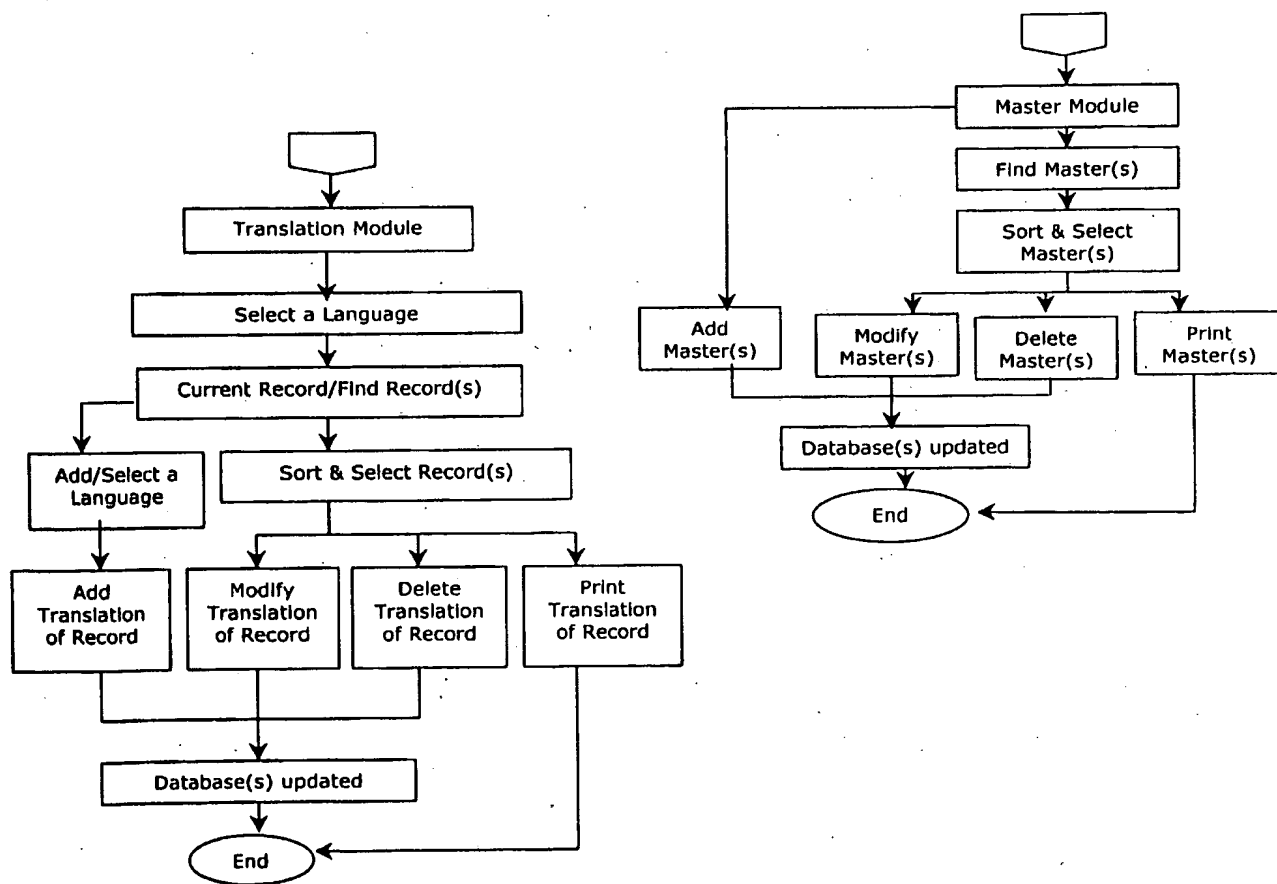 Translation Module
Select a Language
Current Record/Find Record(s)
Add/Select a
Language
Sort & Select Record(s)
Add
Translation
of Record
Modify
Translation
of Record
Delete
Translation
of Record
Print
Translation
of Record
Database(s) updated
End
Master Module
Find Master(s)
Sort & Select
Master(s)
Add
Master(s)
Modify
Master(s)
Delete
Master(s)
Print
Master(s)
Database(s) updated
End